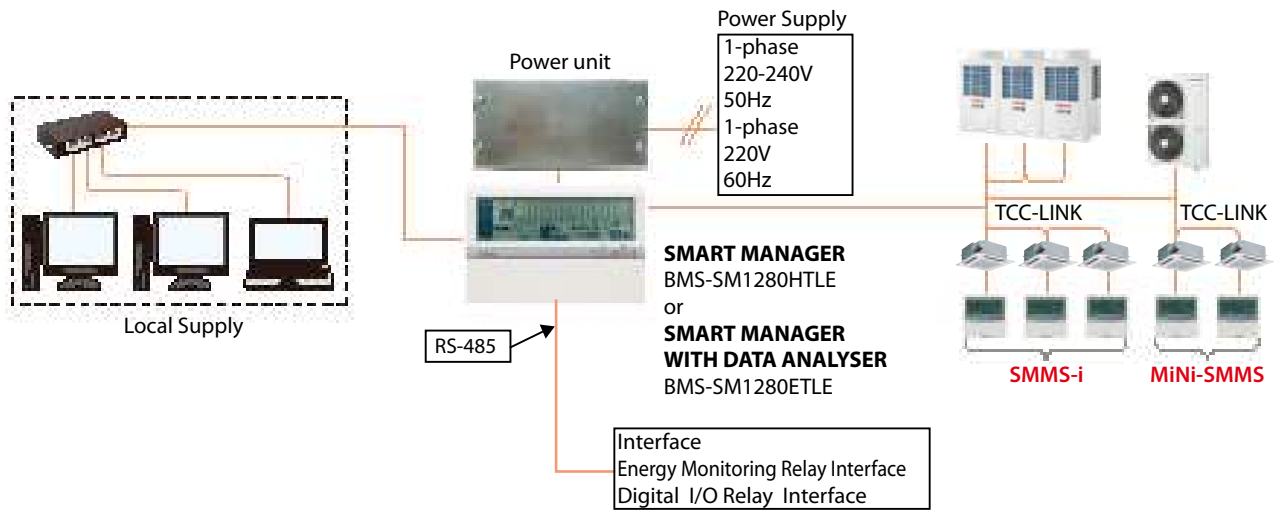 Power Supply
1-phase
220-240V
50Hz
1-phase
220V
60Hz
Power unit
Local Supply
SMART MANAGER
BMS-SM1280HTLE
or
SMART MANAGER
WITH DATA ANALYSER
BMS-SM1280ETLE
RS-485
TCC-LINK
TCC-LINK
SMMS-i
MiNi-SMMS
Interface
Energy Monitoring Relay Interface
Digital I/O Relay Interface